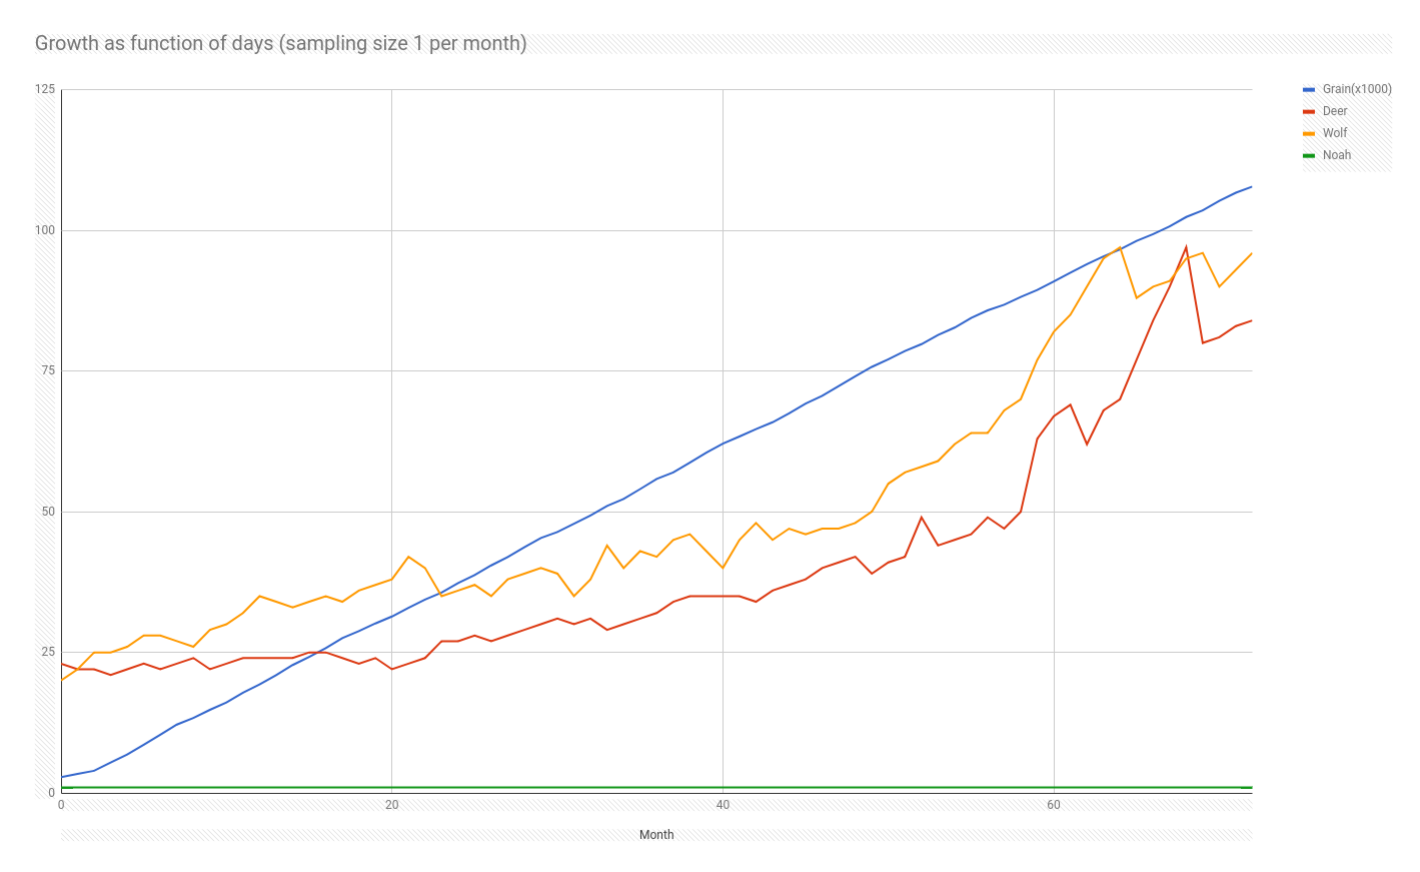 Growth as function of days (sampling size 1 per month)
125
100
75
50
25
0
0 20 40 60
Month
Grain(x1000)
Deer
Wolf
Noah